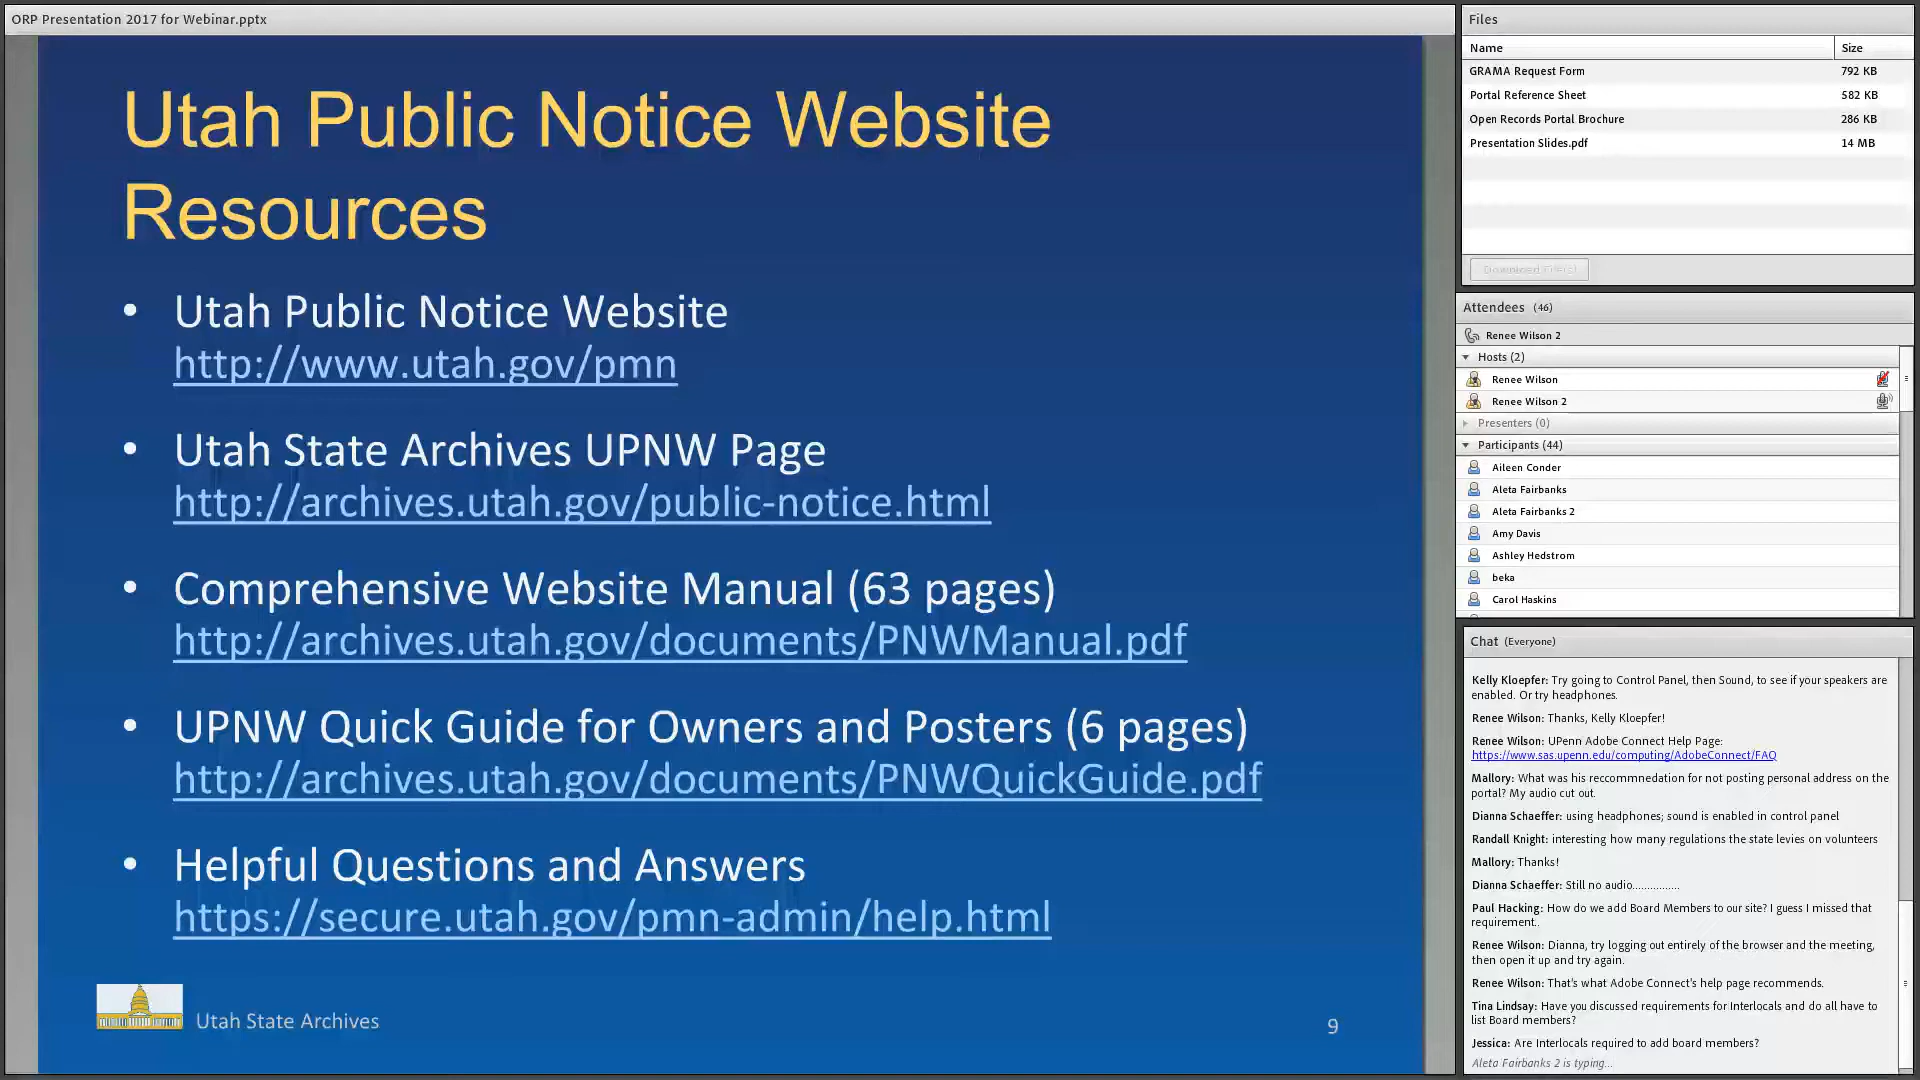 ORP Presentation 2017 for Webinar.pptx
Utah Public Notice Website
Resources
• Utah Public Notice Website
http://www.utah.gov/pmn
• Utah State Archives UPNW Page
http://archives.utah.gov/public-notice.html
• Comprehensive Website Manual (63 pages)
http://archives.utah.gov/documents/PNWManual.pdf
• UPNW Quick Guide for Owners and Posters (6 pages)
http://archives.utah.gov/documents/PNWQuickGuide.pdf
• Helpful Questions and Answers
https://secure.utah.gov/pmn-admin/help.html
Utah State Archives
9
Files
Name Size
GRAMA Request Form 792 KB
Portal Reference Sheet 582 KB
Open Records Portal Brochure 286 KB
Presentation Slides.pdf 14 MB
Download File(s)
Attendees (46)
Renee Wilson 2
Hosts (2)
Renee Wilson
Renee Wilson 2
Presenters (0)
Participants (44)
Aileen Conder
Aleta Fairbanks
Aleta Fairbanks 2
Amy Davis
Ashley Hedstrom
beka
Carol Haskins
Chat (Everyone)
Kelly Kloepfer: Try going to Control Panel, then Sound, to see if your speakers are
enabled. Or try headphones.
Renee Wilson: Thanks, Kelly Kloepfer!
Renee Wilson: UPenn Adobe Connect Help Page:
https://www.sas.upenn.edu/computing/AdobeConnect/FAQ
Mallory: What was his reccommnedation for not posting personal address on the
portal? My audio cut out.
Dianna Schaeffer: using headphones; sound is enabled in control panel
Randall Knight: interesting how many regulations the state levies on volunteers
Mallory: Thanks!
Dianna Schaeffer: Still no audio...............
Paul Hacking: How do we add Board Members to our site? I guess I missed that
requirement..
Renee Wilson: Dianna, try logging out entirely of the browser and the meeting,
then open it up and try again.
Renee Wilson: That's what Adobe Connect's help page recommends.
Tina Lindsay: Have you discussed requirements for Interlocals and do all have to
list Board members?
Jessica: Are Interlocals required to add board members?
Aleta Fairbanks 2 is typing...